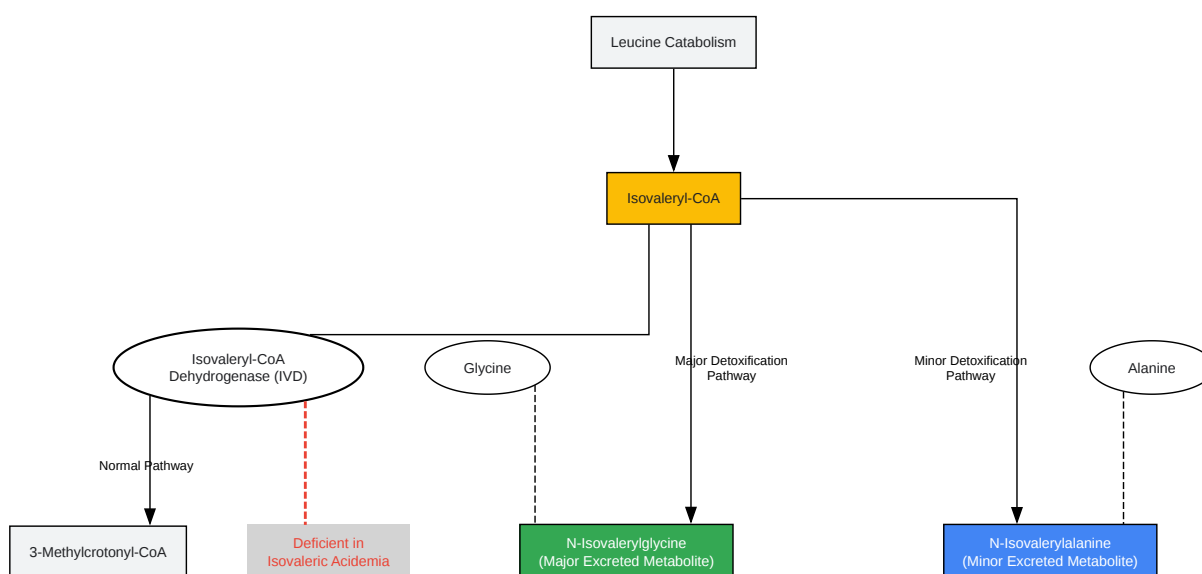 Leucine Catabolism
Isovaleryl-CoA
Isovaleryl-CoA
Dehydrogenase (IVD)
Glycine
Major Detoxification
Pathway
Minor Detoxification
Pathway
Alanine
Normal Pathway
3-Methylcrotonyl-CoA
Deficient in
Isovaleric Acidemia
N-Isovalerylglycine
(Major Excreted Metabolite)
N-Isovalerylalanine
(Minor Excreted Metabolite)